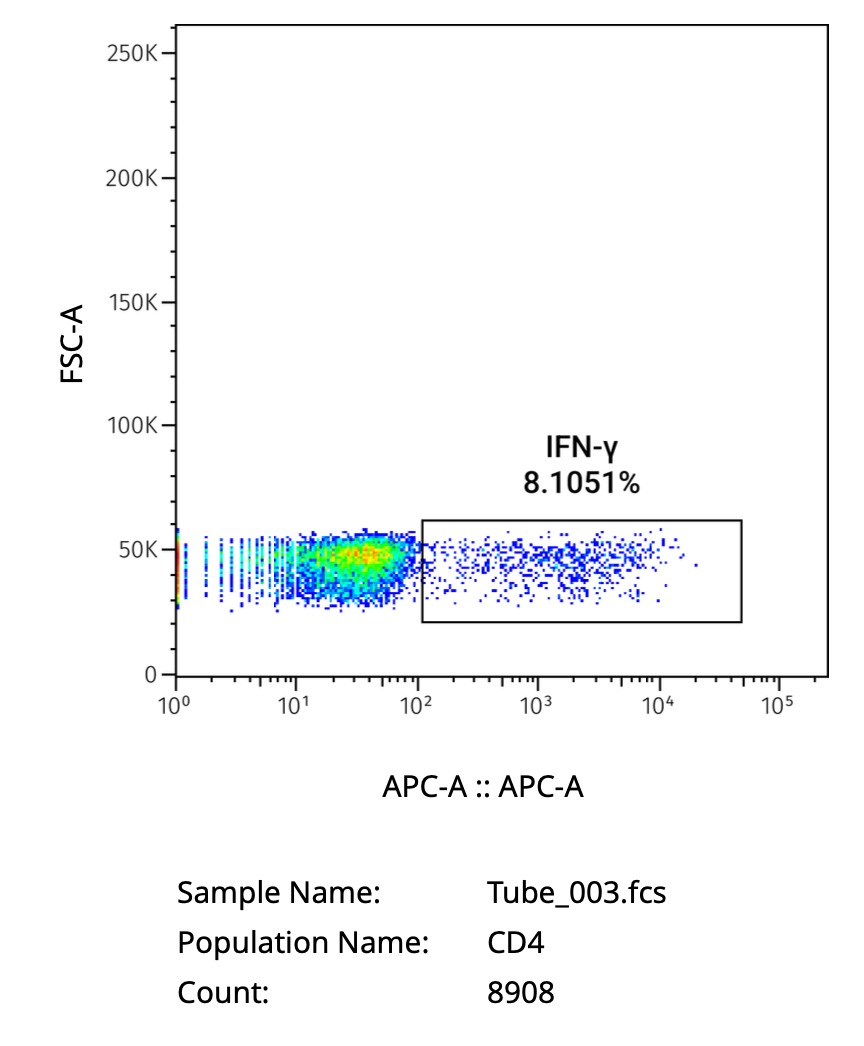 250K
200K
150K
100K
50K
0
FSC-A
IFN-γ
8.1051%
10⁰ 10¹ 10² 10³ 10⁴ 10⁵
APC-A :: APC-A
Sample Name: Tube_003.fcs
Population Name: CD4
Count: 8908